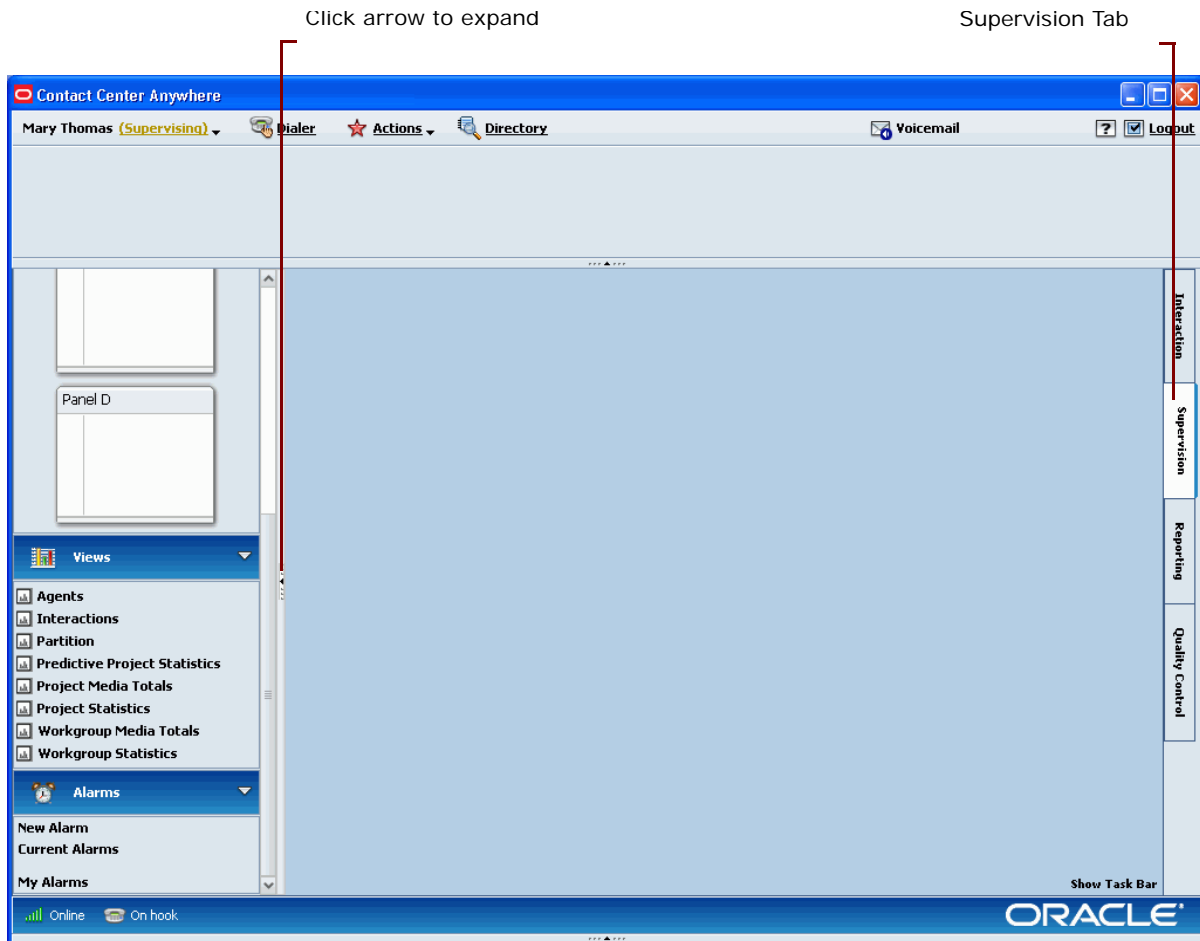 Click arrow to expand
Supervision Tab
Contact Center Anywhere
Mary Thomas (Supervising)
Dialer
Actions
Directory
Voicemail
?
Logout
Panel D
Views
Agents
Interactions
Partition
Predictive Project Statistics
Project Media Totals
Project Statistics
Workgroup Media Totals
Workgroup Statistics
Alarms
New Alarm
Current Alarms
My Alarms
Interaction
Supervision
Reporting
Quality Control
Show Task Bar
Online
On hook
ORACLE